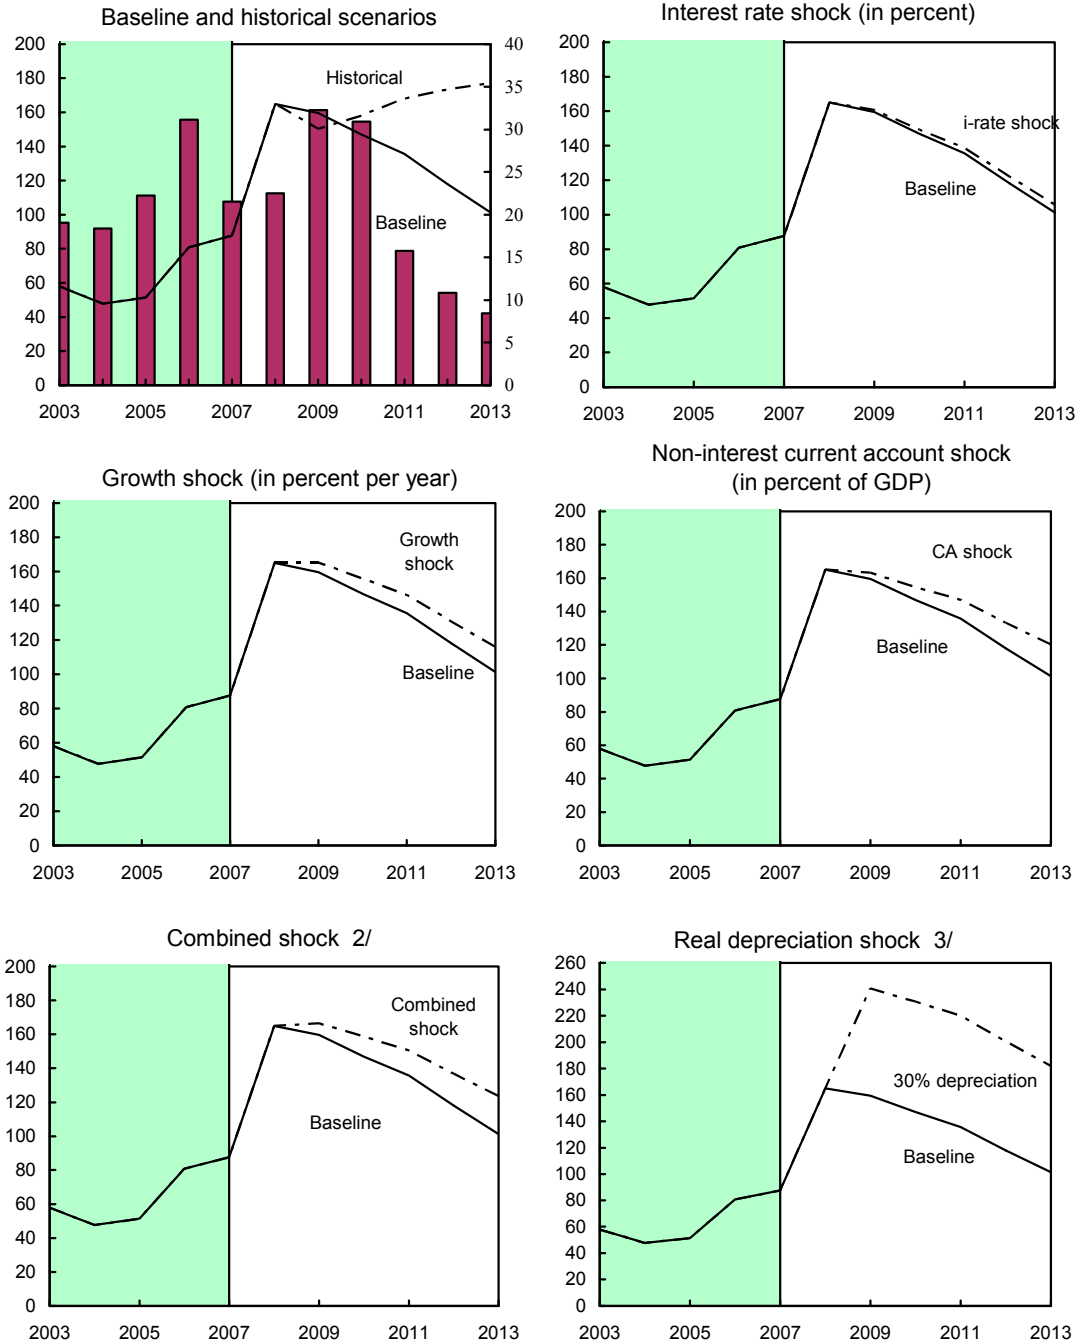 Baseline and historical scenarios
200
180
160
140
120
100
80
60
40
20
0
40
35
30
25
20
15
10
5
0
Historical
Baseline
2003 2005 2007 2009 2011 2013
Interest rate shock (in percent)
200
180
160
140
120
100
80
60
40
20
0
i-rate shock
Baseline
2003 2005 2007 2009 2011 2013
Growth shock (in percent per year)
200
180
160
140
120
100
80
60
40
20
0
Growth
shock
Baseline
2003 2005 2007 2009 2011 2013
Non-interest current account shock
(in percent of GDP)
200
180
160
140
120
100
80
60
40
20
0
CA shock
Baseline
2003 2005 2007 2009 2011 2013
Combined shock 2/
200
180
160
140
120
100
80
60
40
20
0
Combined
shock
Baseline
2003 2005 2007 2009 2011 2013
Real depreciation shock 3/
260
240
220
200
180
160
140
120
100
80
60
40
20
0
30% depreciation
Baseline
2003 2005 2007 2009 2011 2013